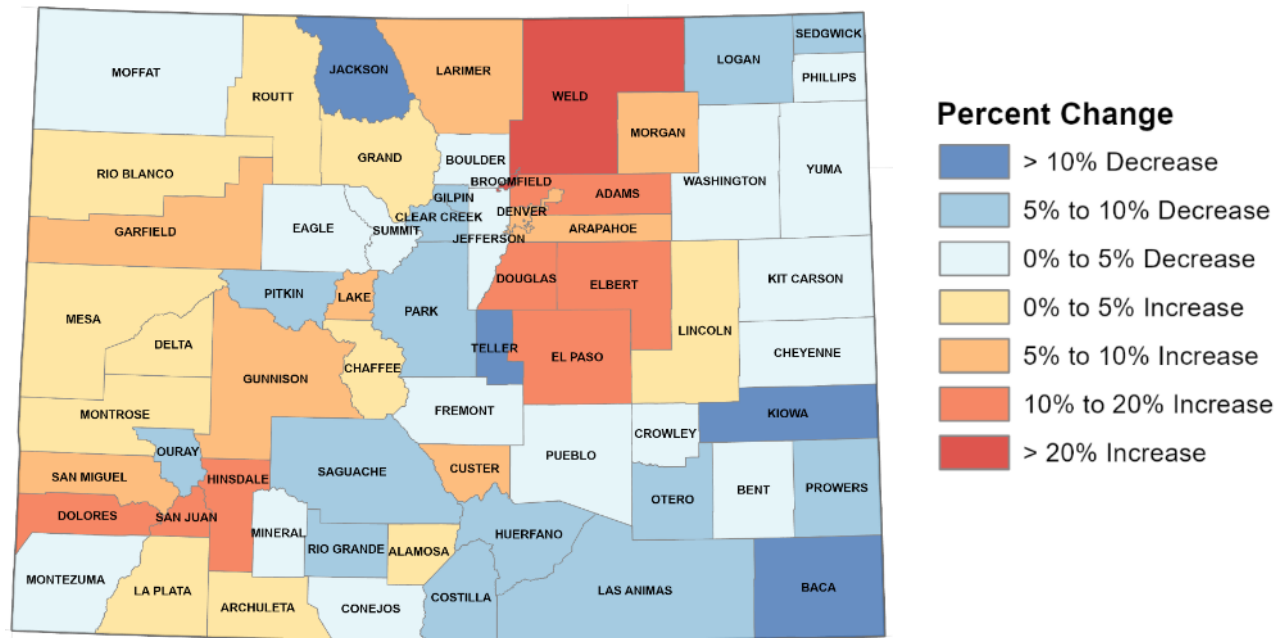 SEDGWICK
LOGAN
JACKSON
LARIMER
MOFFAT
PHILLIPS
ROUTT
WELD
MORGAN
GRAND
BOULDER
YUMA
RIO BLANCO
BROOMFIELD
WASHINGTON
GILPIN
ADAMS
DENVER
CLEAR CREEK
EAGLE
SUMMIT
ARAPAHOE
GARFIELD
JEFFERSON
DOUGLAS
KIT CARSON
ELBERT
PITKIN
LAKE
PARK
MESA
LINCOLN
DELTA
TELLER
CHEYENNE
EL PASO
CHAFFEE
GUNNISON
FREMONT
MONTROSE
KIOWA
CROWLEY
OURAY
PUEBLO
CUSTER
SAGUACHE
SAN MIGUEL
HINSDALE
PROWERS
BENT
OTERO
DOLORES
SAN JUAN
MINERAL
HUERFANO
RIO GRANDE
ALAMOSA
MONTEZUMA
LA PLATA
LAS ANIMAS
BACA
COSTILLA
ARCHULETA
CONEJOS
Percent Change
> 10% Decrease
5% to 10% Decrease
0% to 5% Decrease
0% to 5% Increase
5% to 10% Increase
10% to 20% Increase
> 20% Increase